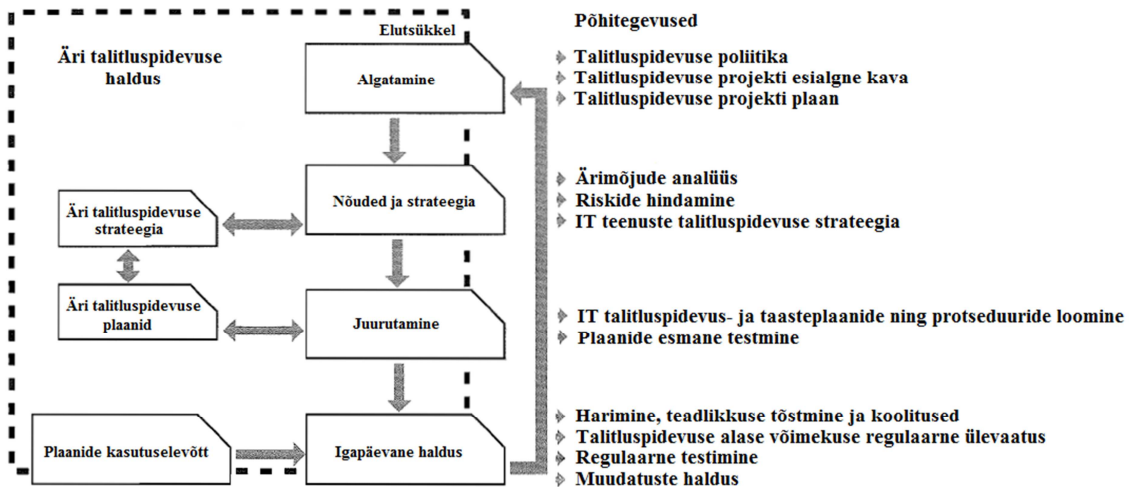 Äri talitluspidevuse
haldus
Elutsükkel
Algatamine
Nõuded ja strateegia
Äri talitluspidevuse
strateegia
Äri talitluspidevuse
plaanid
Juurutamine
Plaanide kasutuselevõtt
Igapäevane haldus
Põhitegevused
Talitluspidevuse poliitika
Talitluspidevuse projekti esialgne kava
Talitluspidevuse projekti plaan
Ärimõjude analüüs
Riskide hindamine
IT teenuste talitluspidevuse strateegia
IT talitluspidevus- ja taasteplaanide ning protseduuride loomine
Plaanide esmane testmine
Harimine, teadlikkuse tõstmine ja koolitused
Talitluspidevuse alase võimekuse regulaarne ülevaatus
Regulaarne testimine
Muudatuste haldus